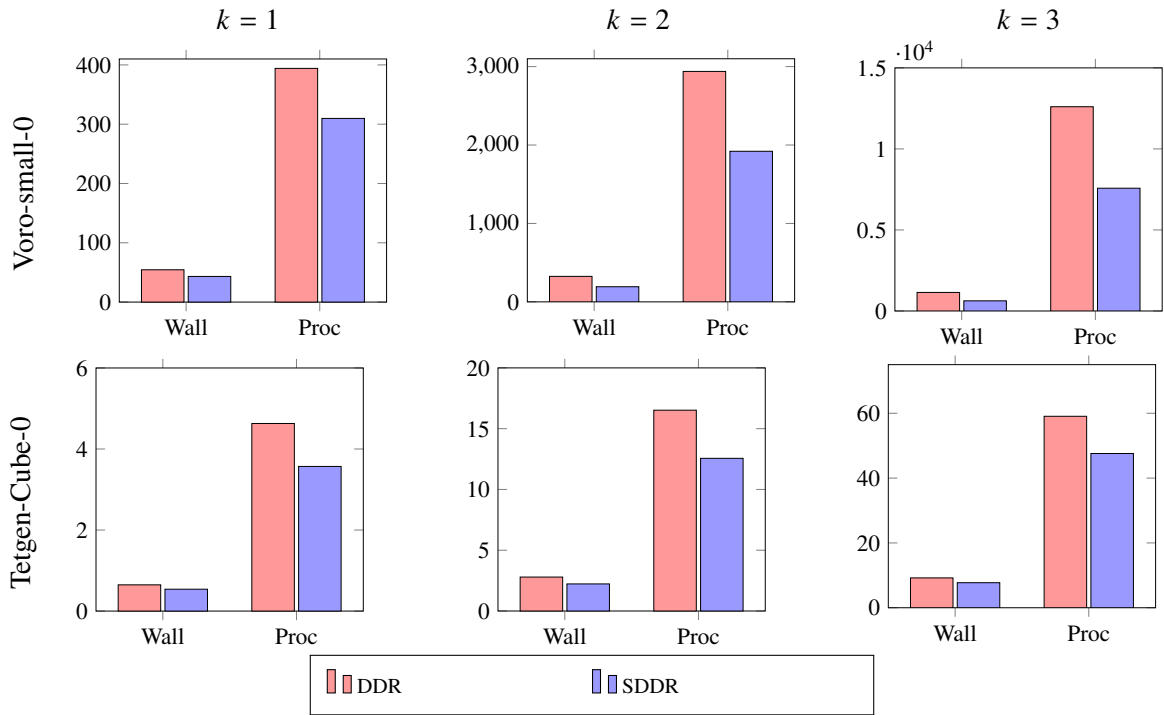 k = 1
k = 2
k = 3
Voro-small-0
400
300
200
100
0
Wall Proc
3,000
2,000
1,000
0
Wall Proc
·10⁴
1.5
1
0.5
0
Wall Proc
Tetgen-Cube-0
6
4
2
0
Wall Proc
20
15
10
5
0
Wall Proc
60
40
20
0
Wall Proc
DDR SDDR